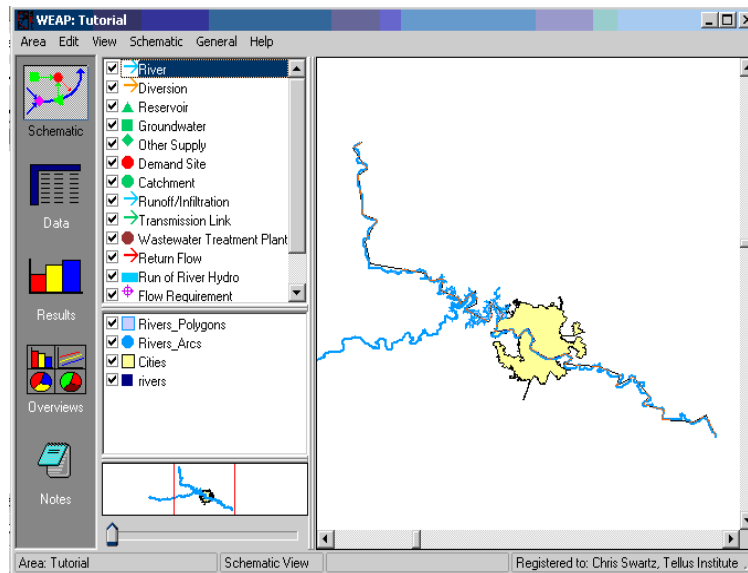 WEAP: Tutorial
Area Edit View Schematic General Help
Schematic
Data
Results
Overviews
Notes
River
Diversion
Reservoir
Groundwater
Other Supply
Demand Site
Catchment
Runoff/Infiltration
Transmission Link
Wastewater Treatment Plant
Return Flow
Run of River Hydro
Flow Requirement
Rivers_Polygons
Rivers_Arcs
Cities
rivers
Area: Tutorial
Schematic View
Registered to: Chris Swartz, Tellus Institute